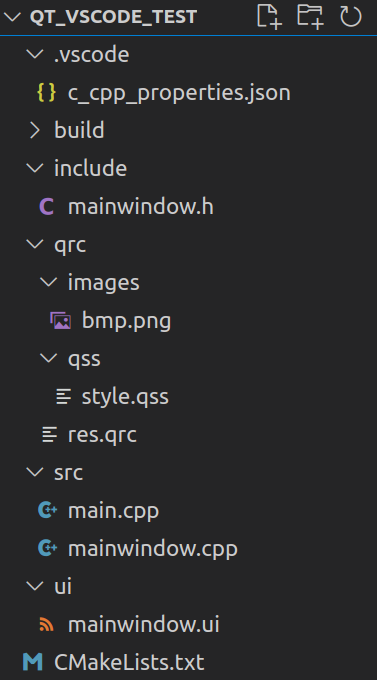 QT_VSCODE_TEST
.vscode
{ } c_cpp_properties.json
build
include
C mainwindow.h
qrc
images
bmp.png
qss
style.qss
res.qrc
src
C++ main.cpp
C++ mainwindow.cpp
ui
mainwindow.ui
M CMakeLists.txt